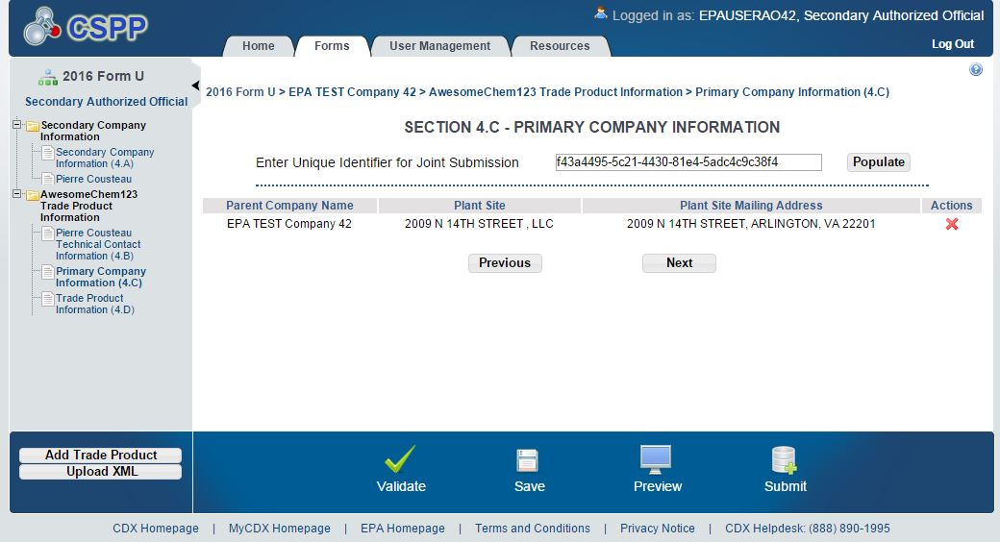 CSPP
Logged in as: EPAUSERAO42, Secondary Authorized Official
Home
Forms
User Management
Resources
Log Out
2016 Form U
Secondary Authorized Official
Secondary Company
Information
Secondary Company
Information (4.A)
Pierre Cousteau
AwesomeChem123
Trade Product
Information
Pierre Cousteau
Technical Contact
Information (4.B)
Primary Company
Information (4.C)
Trade Product
Information (4.D)
2016 Form U > EPA TEST Company 42 > AwesomeChem123 Trade Product Information > Primary Company Information (4.C)
SECTION 4.C - PRIMARY COMPANY INFORMATION
Enter Unique Identifier for Joint Submission f43a4495-5c21-4430-81e4-5adc4c9c38f4 Populate
Parent Company Name Plant Site Plant Site Mailing Address Actions
EPA TEST Company 42 2009 N 14TH STREET , LLC 2009 N 14TH STREET, ARLINGTON, VA 22201
Previous Next
Add Trade Product
Upload XML
Validate Save Preview Submit
CDX Homepage | MyCDX Homepage | EPA Homepage | Terms and Conditions | Privacy Notice | CDX Helpdesk: (888) 890-1995